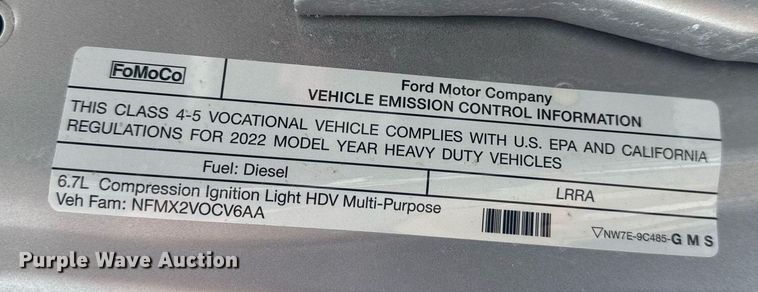 FoMoCo
Ford Motor Company
VEHICLE EMISSION CONTROL INFORMATION
THIS CLASS 4-5 VOCATIONAL VEHICLE COMPLIES WITH U.S. EPA AND CALIFORNIA
REGULATIONS FOR 2022 MODEL YEAR HEAVY DUTY VEHICLES
Fuel: Diesel
LRRA
6.7L Compression Ignition Light HDV Multi-Purpose
Veh Fam: NFMX2VOCV6AA
▽NW7E-9C485-G M S
Purple Wave Auction